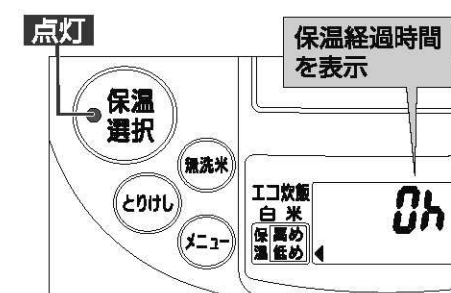 点灯
保温経過時間
を表示
保温
選択
無洗米
とりけし
メニュー
エコ炊飯
白米
保温 高め
低め
0h